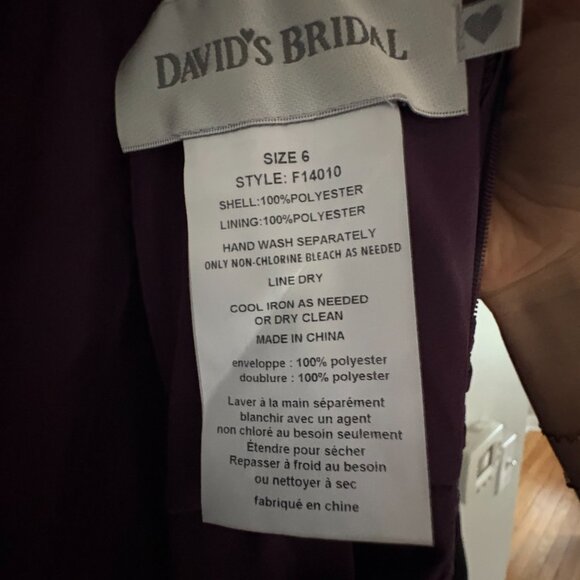 DAVID'S BRIDAL
SIZE 6
STYLE: F14010
SHELL:100%POLYESTER
LINING:100%POLYESTER
HAND WASH SEPARATELY
ONLY NON-CHLORINE BLEACH AS NEEDED
LINE DRY
COOL IRON AS NEEDED
OR DRY CLEAN
MADE IN CHINA
enveloppe : 100% polyester
doublure : 100% polyester
Laver à la main séparément
blanchir avec un agent
non chloré au besoin seulement
Étendre pour sécher
Repasser à froid au besoin
ou nettoyer à sec
fabriqué en chine